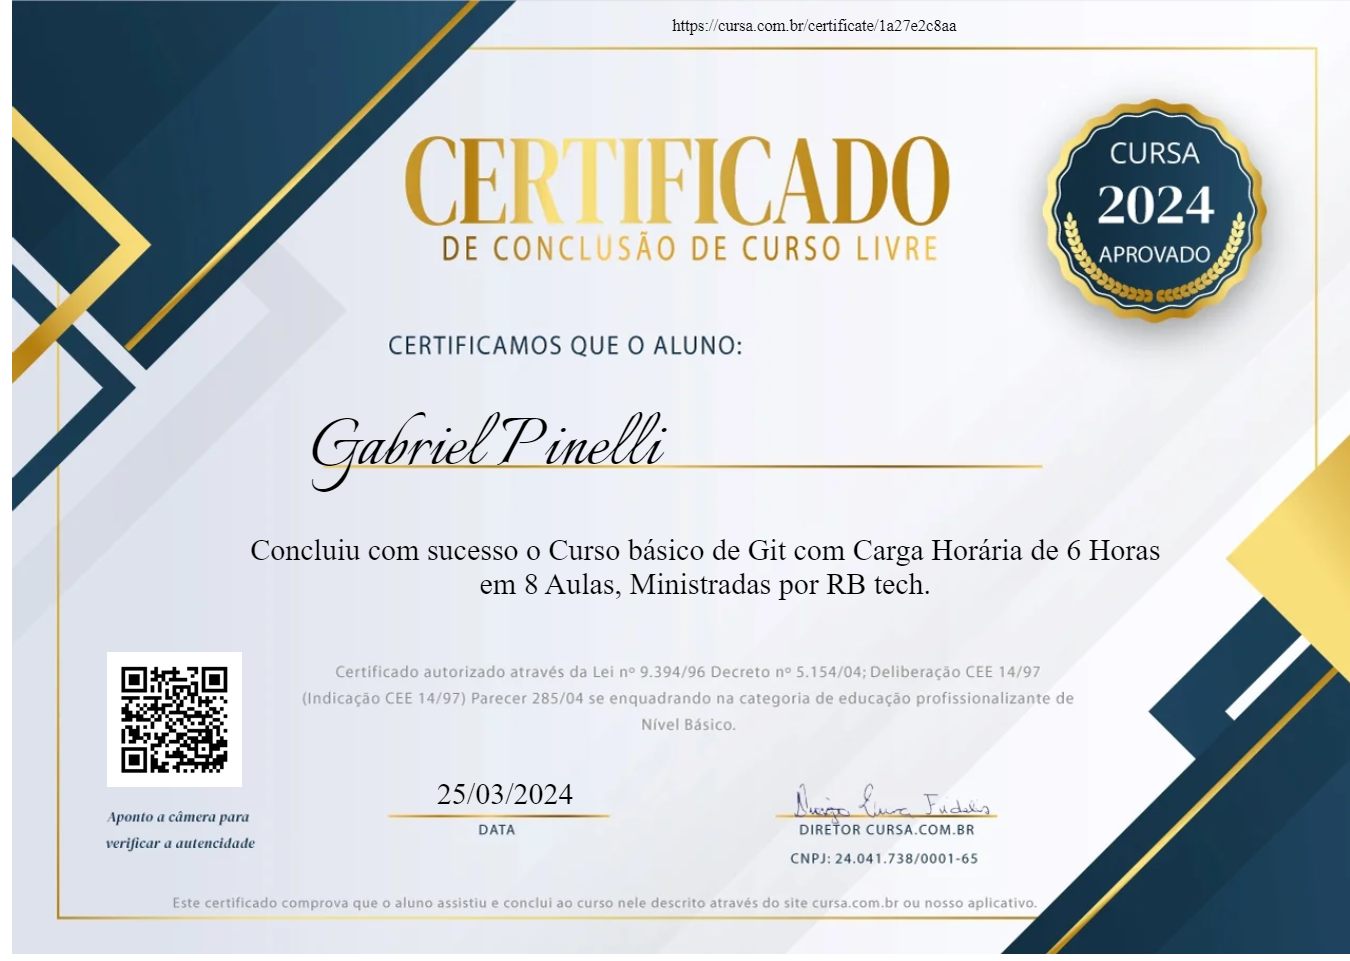 https://cursa.com.br/certificate/1a27e2c8aa
CERTIFICADO
DE CONCLUSÃO DE CURSO LIVRE
CURSA
2024
APROVADO
CERTIFICAMOS QUE O ALUNO:
Gabriel Pinelli
Concluiu com sucesso o Curso básico de Git com Carga Horária de 6 Horas
em 8 Aulas, Ministradas por RB tech.
Certificado autorizado através da Lei nº 9.394/96 Decreto nº 5.154/04; Deliberação CEE 14/97
(Indicação CEE 14/97) Parecer 285/04 se enquadrando na categoria de educação profissionalizante de
Nível Básico.
Aponto a câmera para
verificar a autencidade
25/03/2024
DATA
DIRETOR CURSA.COM.BR
CNPJ: 24.041.738/0001-65
Este certificado comprova que o aluno assistiu e conclui ao curso nele descrito através do site cursa.com.br ou nosso aplicativo.